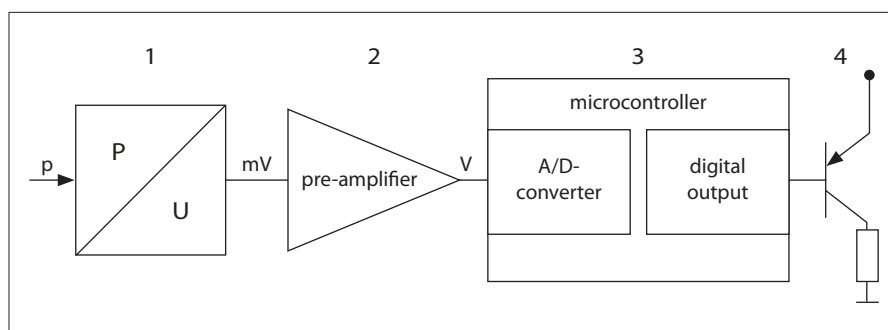 1
2
3
4
microcontroller
p
P
U
mV
pre-amplifier
V
A/D-
converter
digital
output